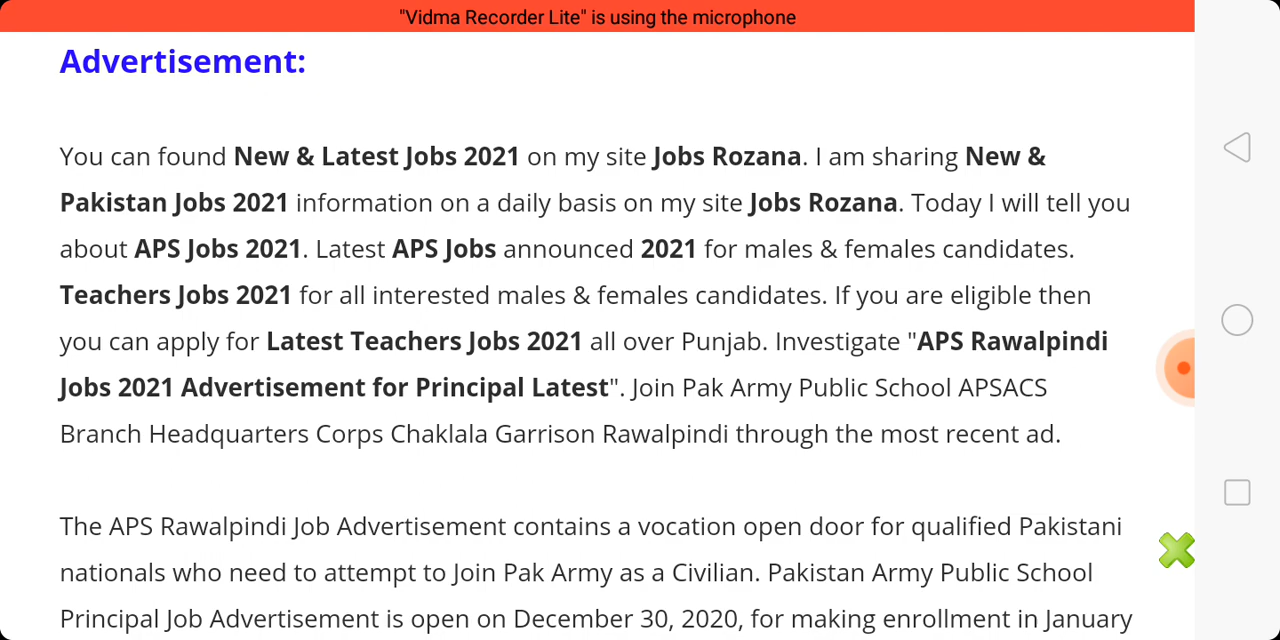 "Vidma Recorder Lite" is using the microphone
Advertisement:
You can found New & Latest Jobs 2021 on my site Jobs Rozana. I am sharing New &
Pakistan Jobs 2021 information on a daily basis on my site Jobs Rozana. Today I will tell you
about APS Jobs 2021. Latest APS Jobs announced 2021 for males & females candidates.
Teachers Jobs 2021 for all interested males & females candidates. If you are eligible then
you can apply for Latest Teachers Jobs 2021 all over Punjab. Investigate "APS Rawalpindi
Jobs 2021 Advertisement for Principal Latest". Join Pak Army Public School APSACS
Branch Headquarters Corps Chaklala Garrison Rawalpindi through the most recent ad.
The APS Rawalpindi Job Advertisement contains a vocation open door for qualified Pakistani
nationals who need to attempt to Join Pak Army as a Civilian. Pakistan Army Public School
Principal Job Advertisement is open on December 30, 2020, for making enrollment in January